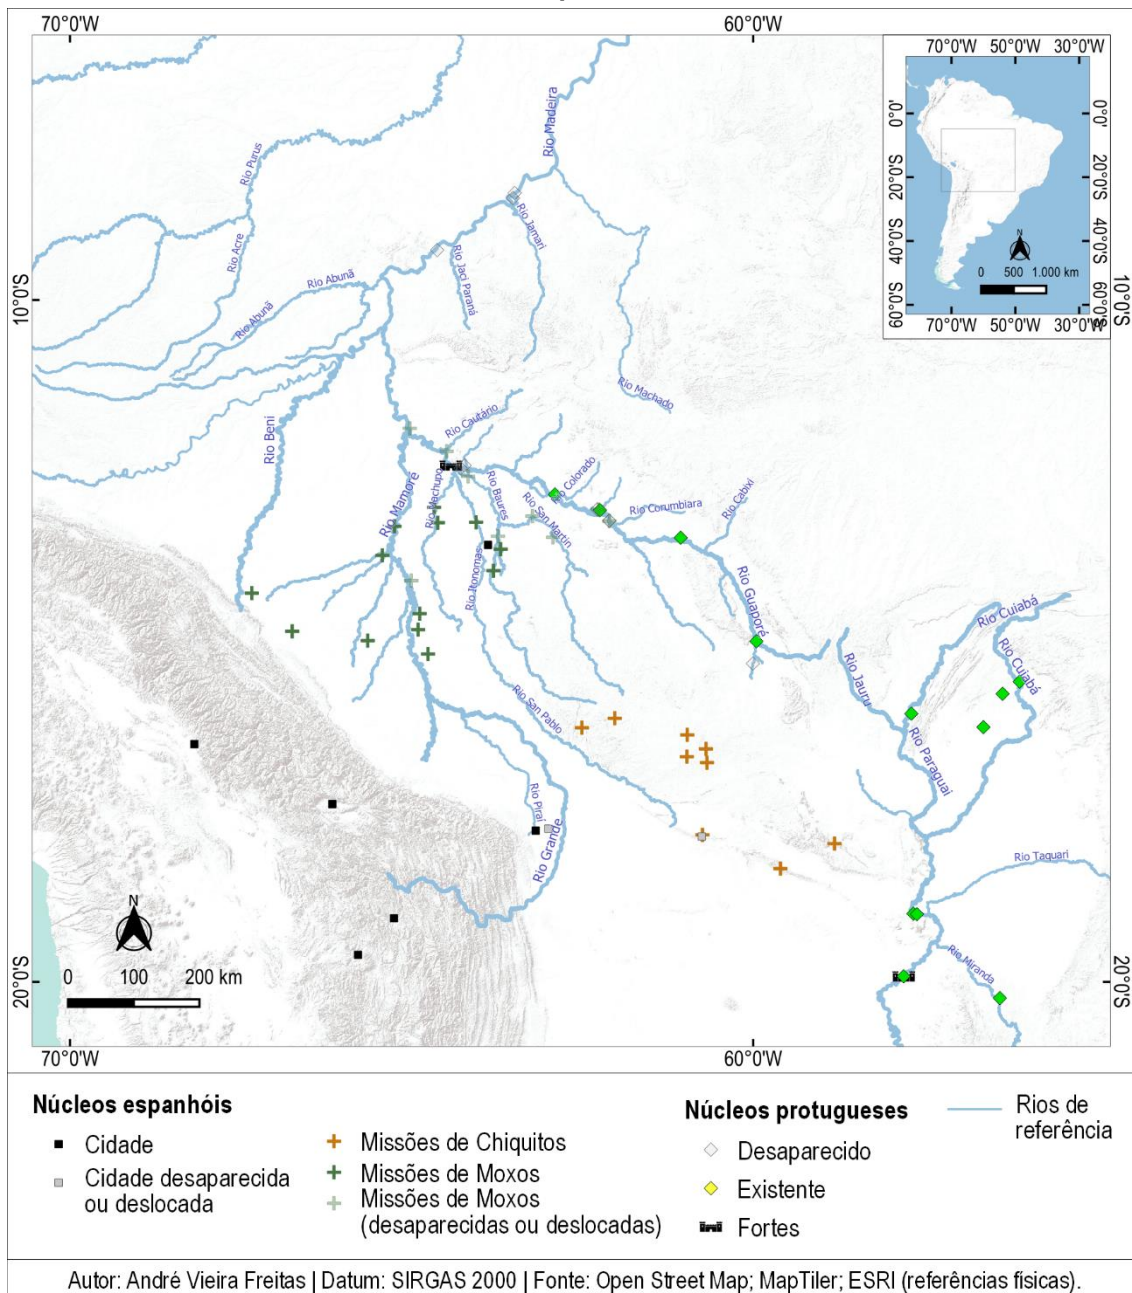 70°0'W
60°0'W
70°0'W 50°0'W 30°0'W
0°0'
20°0'S
40°0'S
60°0'S
0°0'
20°0'S
40°0'S
60°0'S
N
0 500 1.000 km
70°0'W 50°0'W 30°0'W
10°0'S
10°0'S
Rio Madeira
Rio Purus
Rio Acre
Rio Jamari
Rio Jaci Paraná
Rio Abunã
Rio Abunã
Rio Machado
Rio Beni
Rio Cautário
Rio Mamoré
Rio Machupo
Rio Baures
Rio Colorado
Rio San Martin
Rio Corumbiara
Rio Cabixi
Rio Itonomas
Rio Guaporé
Rio Cuiabá
Rio Cuiabá
Rio Jauru
Rio San Pablo
Rio Paraguai
Rio Piraí
Rio Grande
Rio Taquari
Rio Miranda
N
0 100 200 km
20°0'S
20°0'S
70°0'W
60°0'W
Núcleos espanhóis
Cidade
Cidade desaparecida
ou deslocada
Missões de Chiquitos
Missões de Moxos
Missões de Moxos
(desaparecidas ou deslocadas)
Núcleos protugueses
Desaparecido
Existente
Fortes
Rios de
referência
Autor: André Vieira Freitas | Datum: SIRGAS 2000 | Fonte: Open Street Map; MapTiler; ESRI (referências físicas).